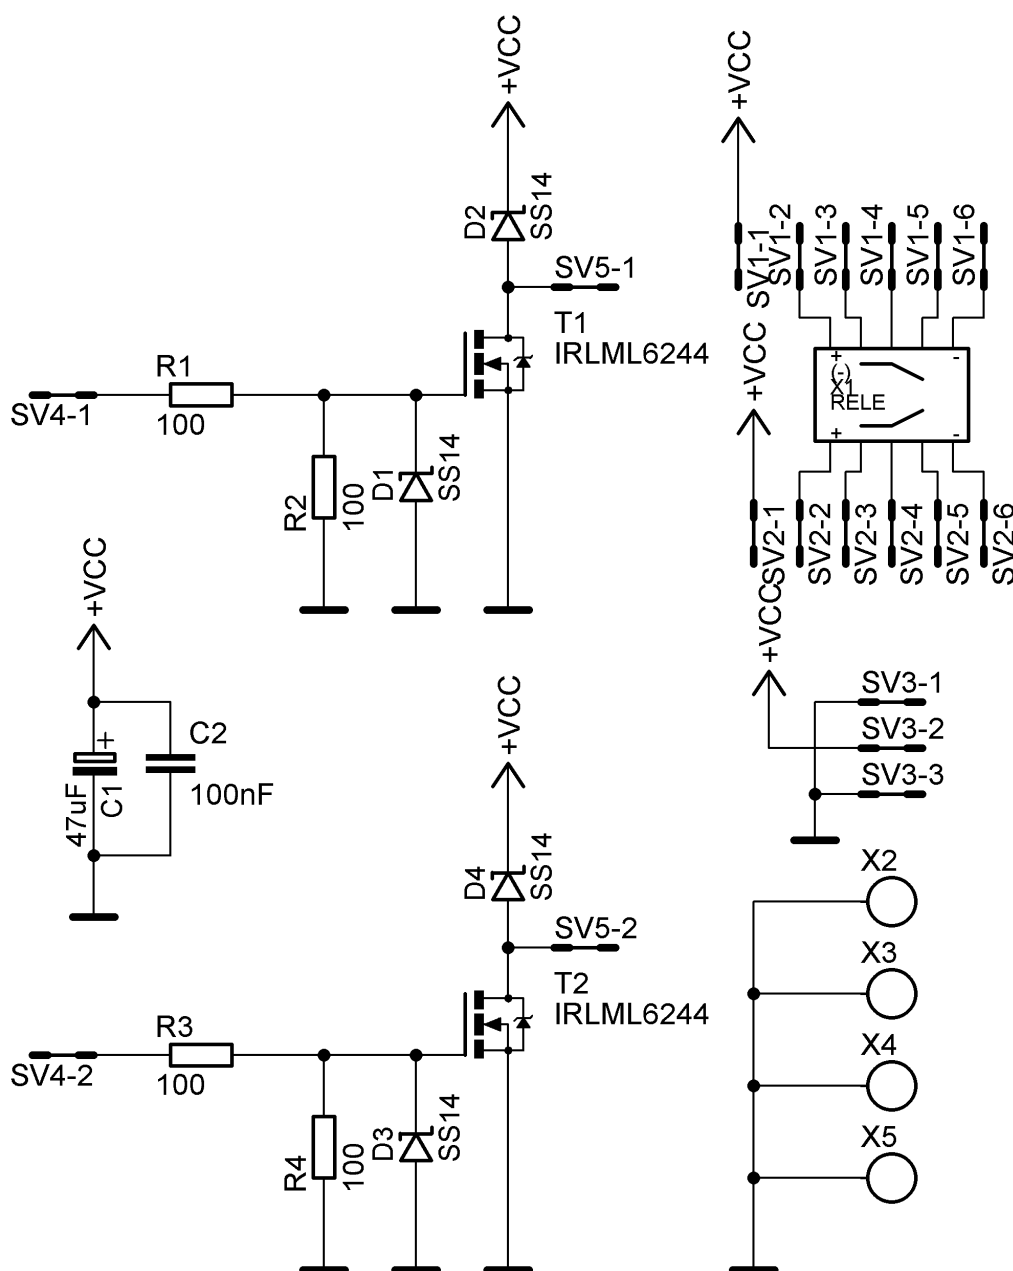 +VCC
D2
SS14
SV5-1
T1
IRLML6244
R1
100
SV4-1
R2
100
D1
SS14
+VCC
SV1-1
SV1-2
SV1-3
SV1-4
SV1-5
SV1-6
+VCC
+
(-)
X1
RELE
-
+
-
SV2-1
SV2-2
SV2-3
SV2-4
SV2-5
SV2-6
+VCC
SV3-1
SV3-2
SV3-3
+VCC
+
47uF
C1
C2
100nF
+VCC
D4
SS14
SV5-2
T2
IRLML6244
R3
100
SV4-2
R4
100
D3
SS14
X2
X3
X4
X5